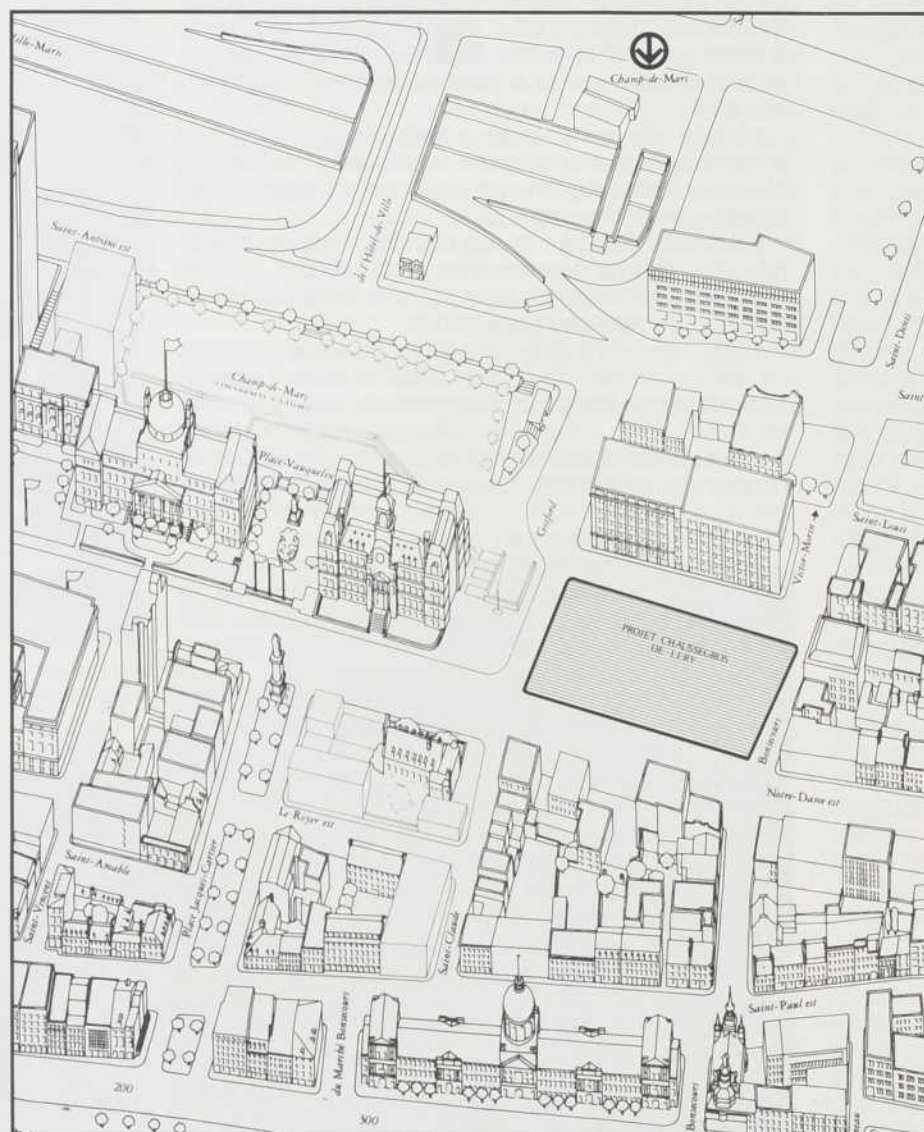 Ville-Marie
Champ-de-Mars
Saint-Antoine est
de l'Hôtel-de-Ville
Saint-Denis
Champ-de-Mars
Saint-
Place-Vauquelin
Gosford
Saint-Louis
Victor-Morin
PROJET CHAUSSEGROS
DE LERY
Bonsecours
Notre-Dame est
Le-Royer est
Saint-Amable
Place Jacques-Cartier
Saint-Vincent
Saint-Claude
Saint-Paul est
du Marché Bonsecours
Bonsecours
200
300